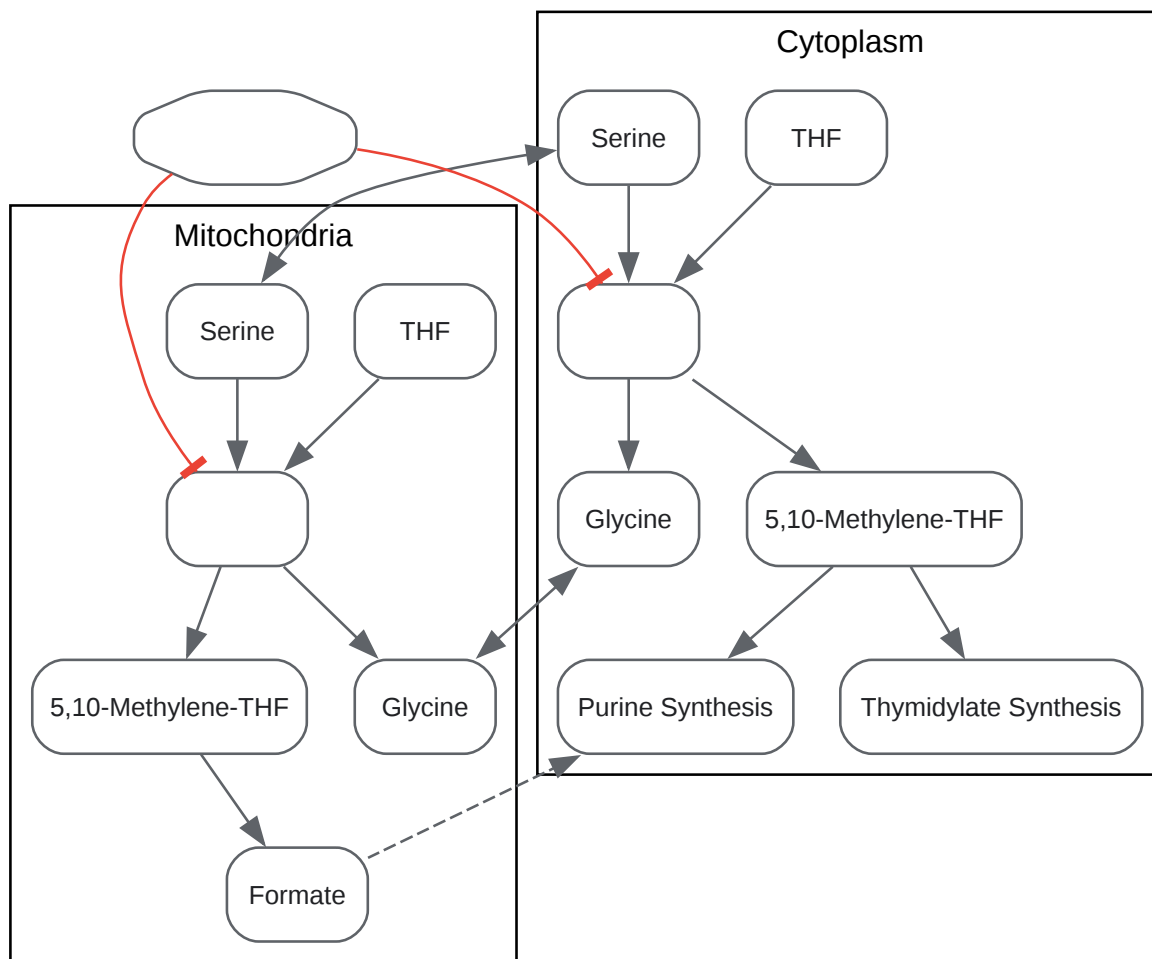 Cytoplasm
Serine
THF
Mitochondria
Serine
THF
Glycine
5,10-Methylene-THF
5,10-Methylene-THF
Glycine
Purine Synthesis
Thymidylate Synthesis
Formate